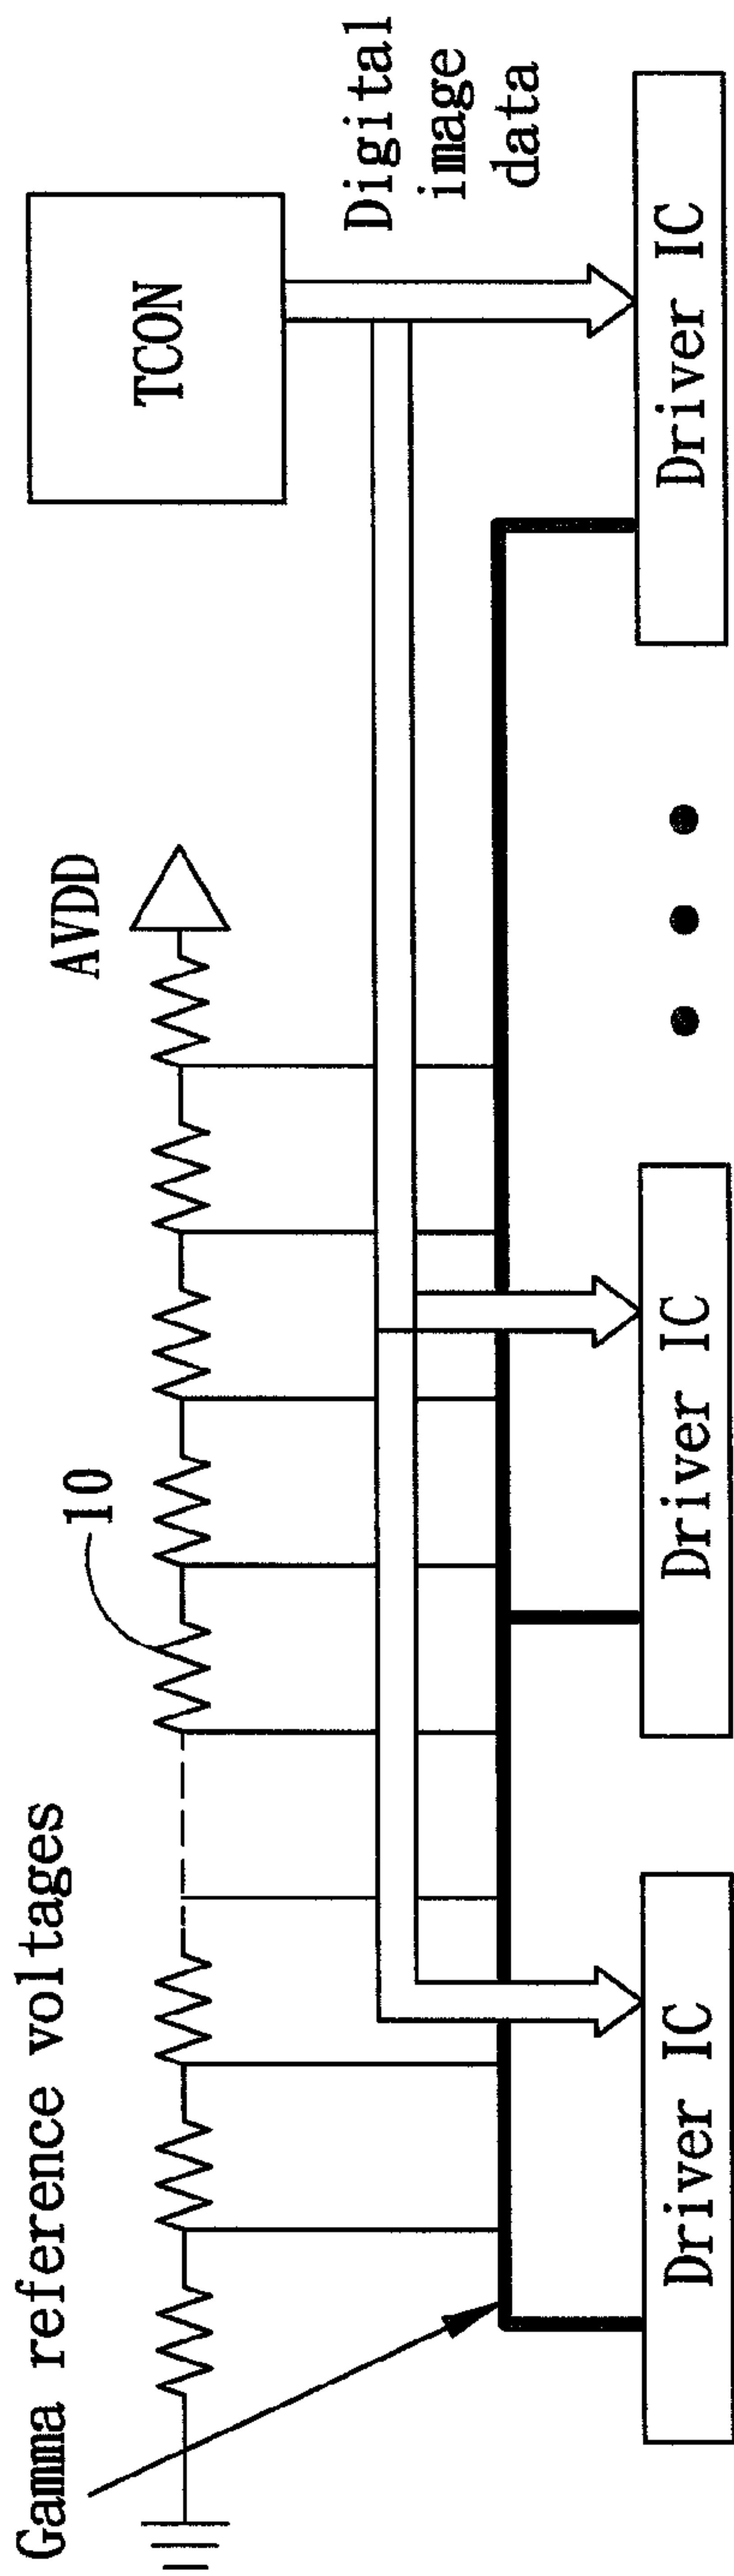 Gamma reference voltages
10
AVDD
TCON
Digital
image
data
Driver IC
Driver IC
Driver IC